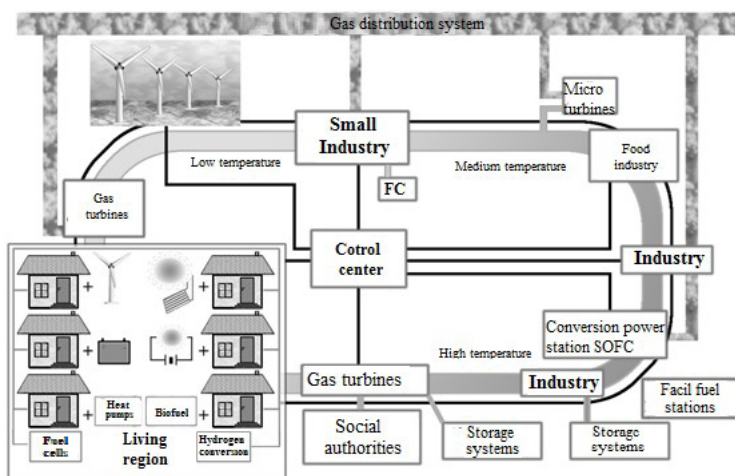 Gas distribution system
Micro
turbines
Small
Industry
Low temperature
Medium temperature
Food
industry
FC
Gas
turbines
Cotrol
center
Industry
Conversion power
station SOFC
High temperature
Gas turbines
Industry
Facil fuel
stations
Social
authorities
Storage
systems
Storage
systems
+
+
+
+
+
+
Heat
pumps
Biofuel
Fuel
cells
Living
region
Hydrogen
conversion